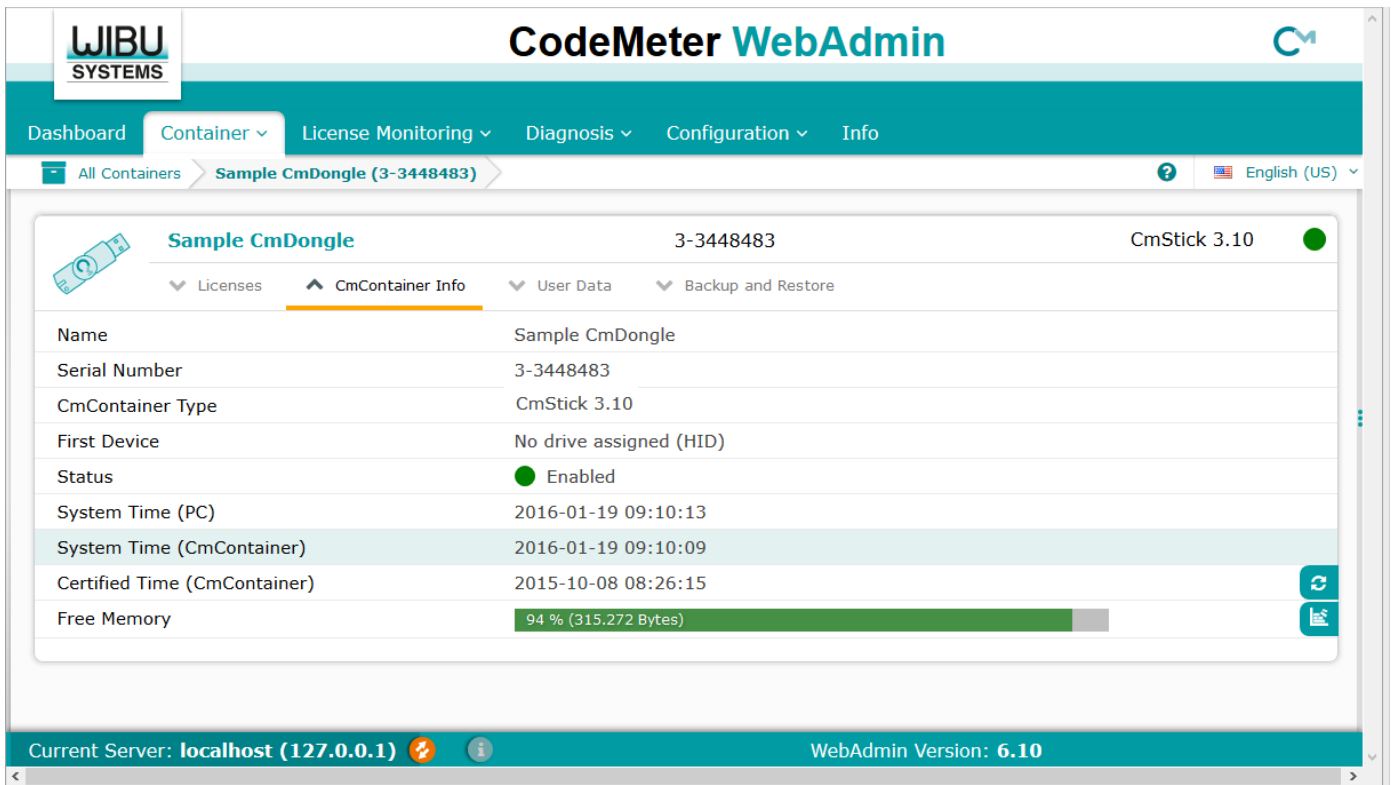 WIBU
SYSTEMS
CodeMeter WebAdmin
Dashboard Container License Monitoring Diagnosis Configuration Info
All Containers Sample CmDongle (3-3448483) ? English (US)
Sample CmDongle 3-3448483 CmStick 3.10
Licenses CmContainer Info User Data Backup and Restore
Name Sample CmDongle
Serial Number 3-3448483
CmContainer Type CmStick 3.10
First Device No drive assigned (HID)
Status Enabled
System Time (PC) 2016-01-19 09:10:13
System Time (CmContainer) 2016-01-19 09:10:09
Certified Time (CmContainer) 2015-10-08 08:26:15
Free Memory 94 % (315.272 Bytes)
Current Server: localhost (127.0.0.1) i WebAdmin Version: 6.10